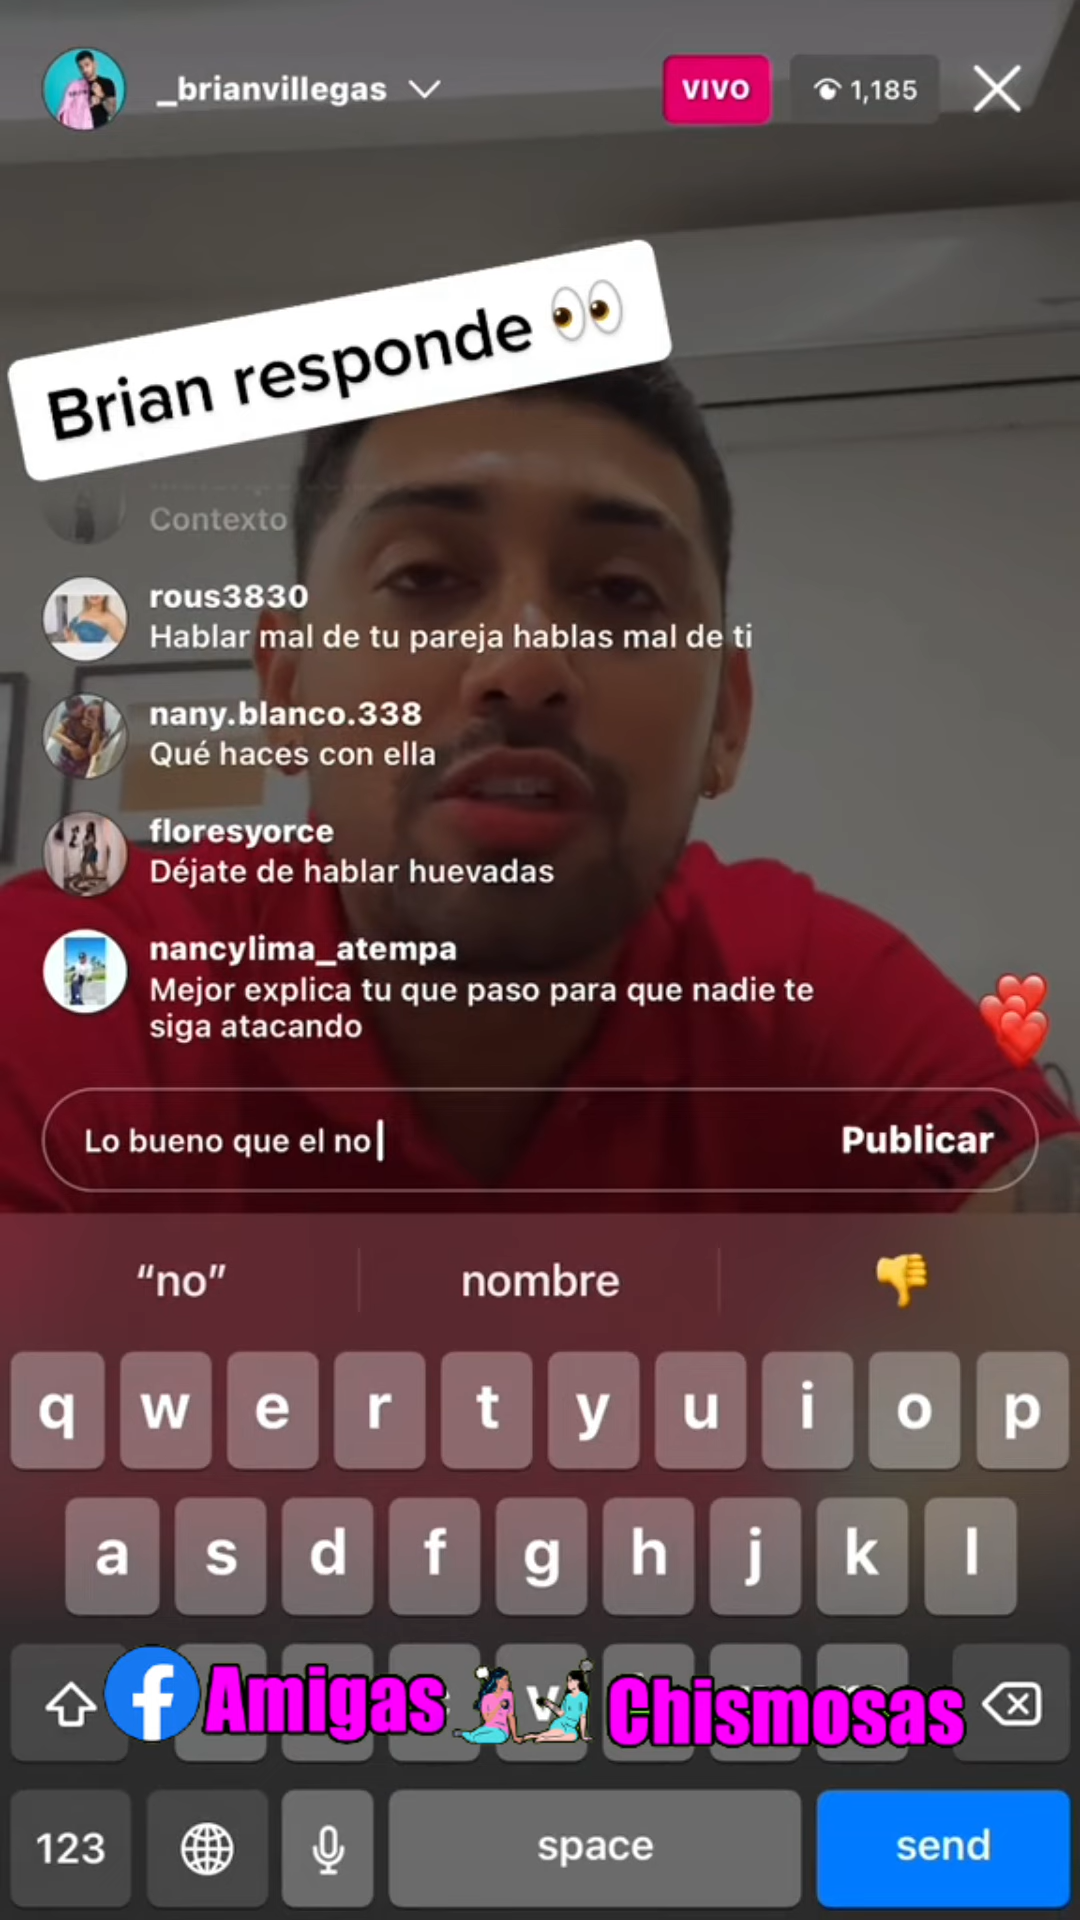 _brianvillegas
VIVO
1,185
Brian responde 👀
Contexto
rous3830
Hablar mal de tu pareja hablas mal de ti
nany.blanco.338
Qué haces con ella
floresyorce
Déjate de hablar huevadas
nancylima_atempa
Mejor explica tu que paso para que nadie te
siga atacando
Lo bueno que el no
Publicar
“no” nombre 👎
q w e r t y u i o p
a s d f g h j k l
Amigas v Chismosas
123 space send